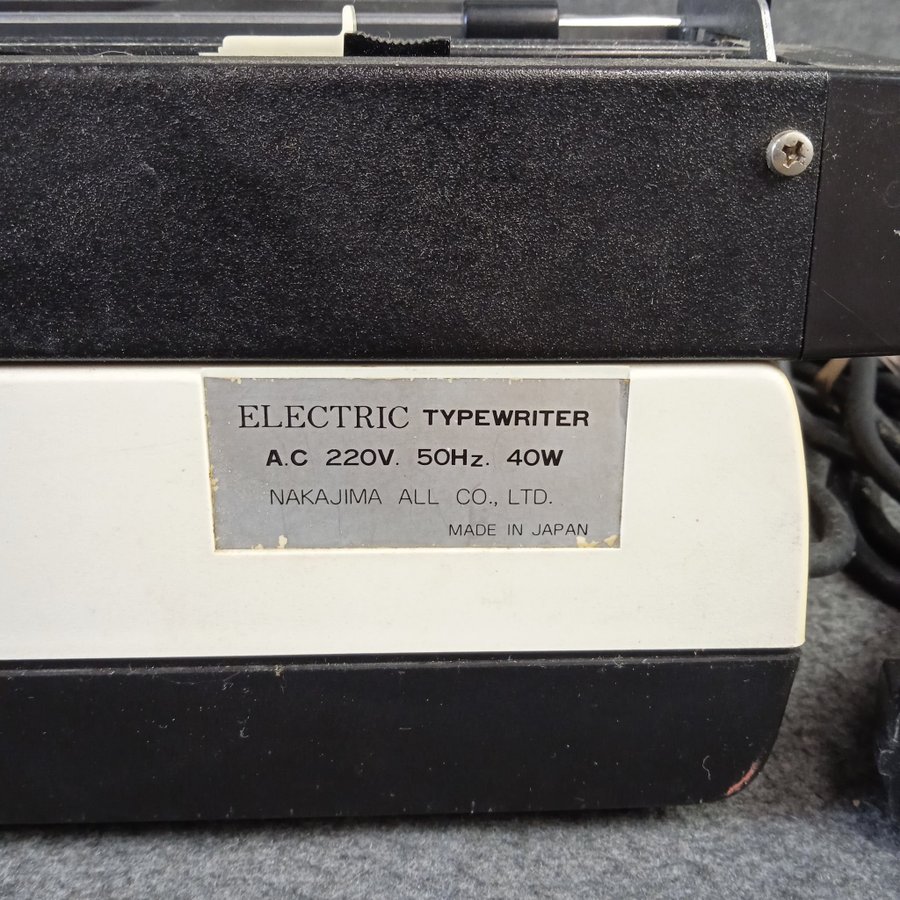 ELECTRIC TYPEWRITER
A.C 220V. 50Hz. 40W
NAKAJIMA ALL CO., LTD.
MADE IN JAPAN